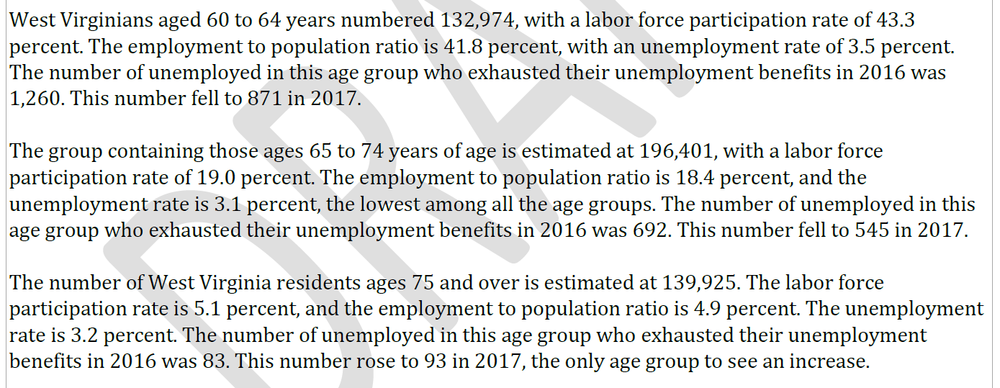 West Virginians aged 60 to 64 years numbered 132,974, with a labor force participation rate of 43.3
percent. The employment to population ratio is 41.8 percent, with an unemployment rate of 3.5 percent.
The number of unemployed in this age group who exhausted their unemployment benefits in 2016 was
1,260. This number fell to 871 in 2017.
The group containing those ages 65 to 74 years of age is estimated at 196,401, with a labor force
participation rate of 19.0 percent. The employment to population ratio is 18.4 percent, and the
unemployment rate is 3.1 percent, the lowest among all the age groups. The number of unemployed in this
age group who exhausted their unemployment benefits in 2016 was 692. This number fell to 545 in 2017.
The number of West Virginia residents ages 75 and over is estimated at 139,925. The labor force
participation rate is 5.1 percent, and the employment to population ratio is 4.9 percent. The unemployment
rate is 3.2 percent. The number of unemployed in this age group who exhausted their unemployment
benefits in 2016 was 83. This number rose to 93 in 2017, the only age group to see an increase.